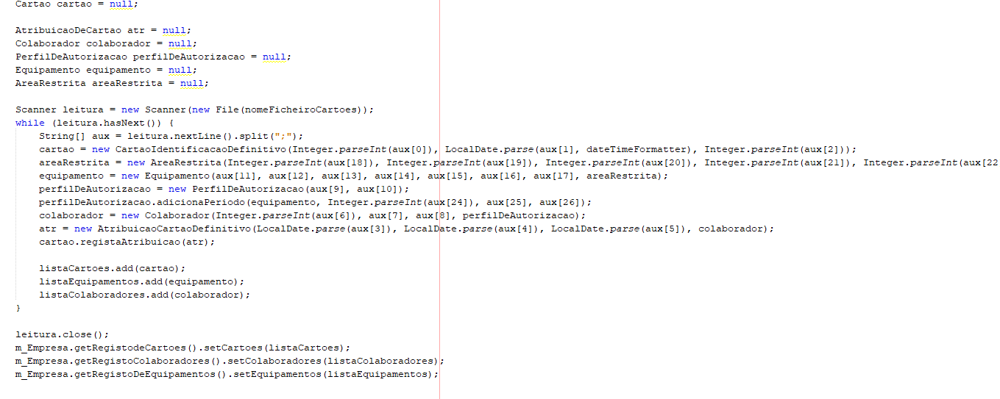 Cartao cartao = null;
AtribuicaoDeCartao atr = null;
Colaborador colaborador = null;
PerfilDeAutorizacao perfilDeAutorizacao = null;
Equipamento equipamento = null;
AreaRestrita areaRestrita = null;
Scanner leitura = new Scanner(new File(nomeFicheiroCartoes));
while (leitura.hasNext()) {
String[] aux = leitura.nextLine().split(";");
cartao = new CartaoIdentificacaoDefinitivo(Integer.parseInt(aux[0]), LocalDate.parse(aux[1], dateTimeFormatter), Integer.parseInt(aux[2]));
areaRestrita = new AreaRestrita(Integer.parseInt(aux[18]), Integer.parseInt(aux[19]), Integer.parseInt(aux[20]), Integer.parseInt(aux[21]), Integer.parseInt(aux[22
equipamento = new Equipamento(aux[11], aux[12], aux[13], aux[14], aux[15], aux[16], aux[17], areaRestrita);
perfilDeAutorizacao = new PerfilDeAutorizacao(aux[9], aux[10]);
perfilDeAutorizacao.adicionaPeriodo(equipamento, Integer.parseInt(aux[24]), aux[25], aux[26]);
colaborador = new Colaborador(Integer.parseInt(aux[6]), aux[7], aux[8], perfilDeAutorizacao);
atr = new AtribuicaoCartaoDefinitivo(LocalDate.parse(aux[3]), LocalDate.parse(aux[4]), LocalDate.parse(aux[5]), colaborador);
cartao.registaAtribuicao(atr);
listaCartoes.add(cartao);
listaEquipamentos.add(equipamento);
listaColaboradores.add(colaborador);
}
leitura.close();
m_Empresa.getRegistodeCartoes().setCartoes(listaCartoes);
m_Empresa.getRegistoColaboradores().setColaboradores(listaColaboradores);
m_Empresa.getRegistoDeEquipamentos().setEquipamentos(listaEquipamentos);